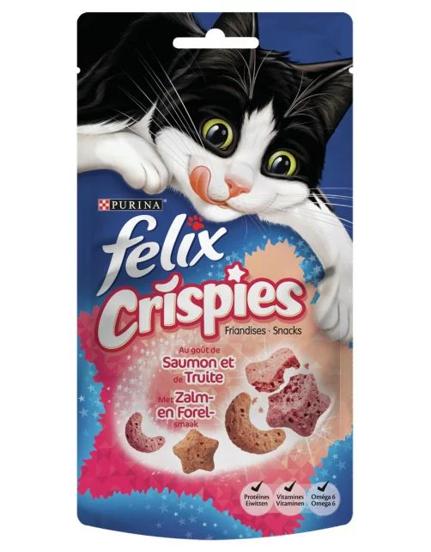 PURINA
felix
Crispies
Friandises - Snacks
Au goût de
Saumon et
de Truite
Met Zalm-
en Forel-
smaak
Protéines
Eiwitten
Vitamines
Vitaminen
Oméga 6
Omega 6